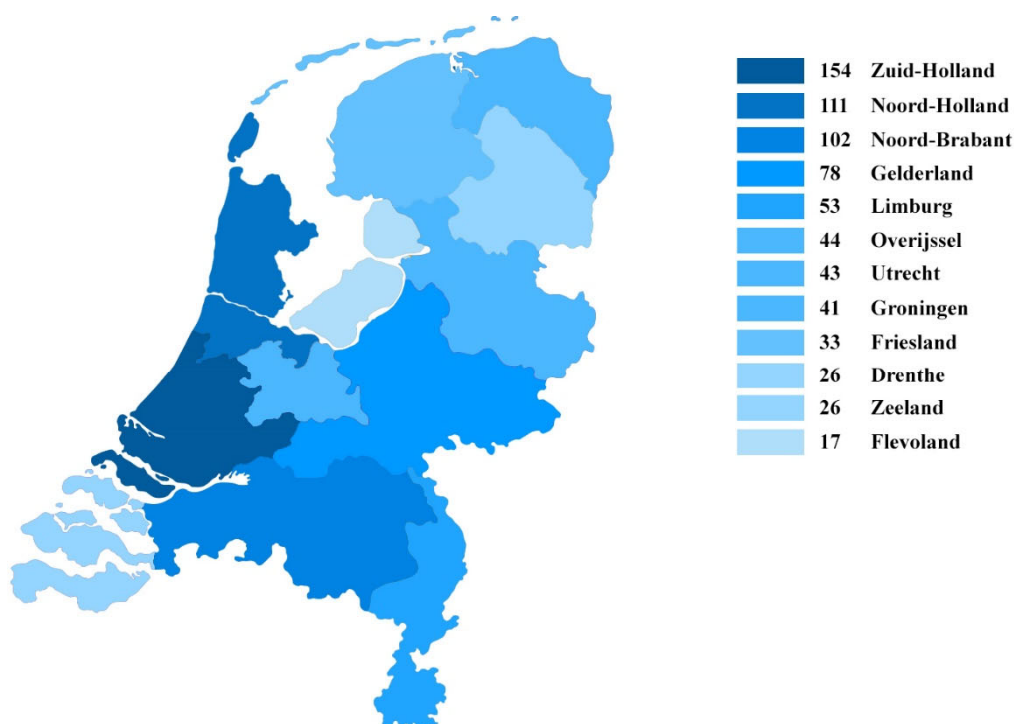 154 Zuid-Holland
111 Noord-Holland
102 Noord-Brabant
78 Gelderland
53 Limburg
44 Overijssel
43 Utrecht
41 Groningen
33 Friesland
26 Drenthe
26 Zeeland
17 Flevoland